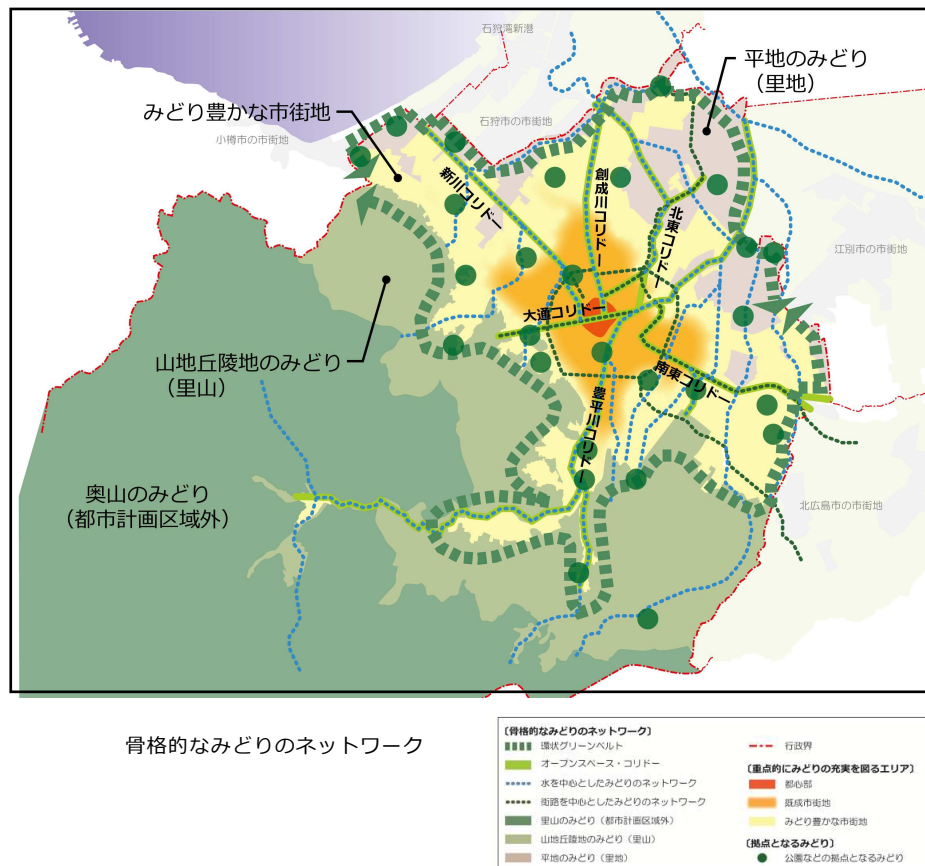 石狩湾新港
平地のみどり
（里地）
みどり豊かな市街地
石狩市の市街地
小樽市の市街地
新川コリドー
創成川コリドー
北東コリドー
江別市の市街地
大通コリドー
山地丘陵地のみどり
（里山）
南東コリドー
豊平川コリドー
奥山のみどり
（都市計画区域外）
北広島市の市街地
骨格的なみどりのネットワーク
〔骨格的なみどりのネットワーク〕
環状グリーンベルト
オープンスペース・コリドー
水を中心としたみどりのネットワーク
街路を中心としたみどりのネットワーク
里山のみどり（都市計画区域外）
山地丘陵地のみどり（里山）
平地のみどり（里地）
行政界
〔重点的にみどりの充実を図るエリア〕
都心部
既成市街地
みどり豊かな市街地
〔拠点となるみどり〕
公園などの拠点となるみどり